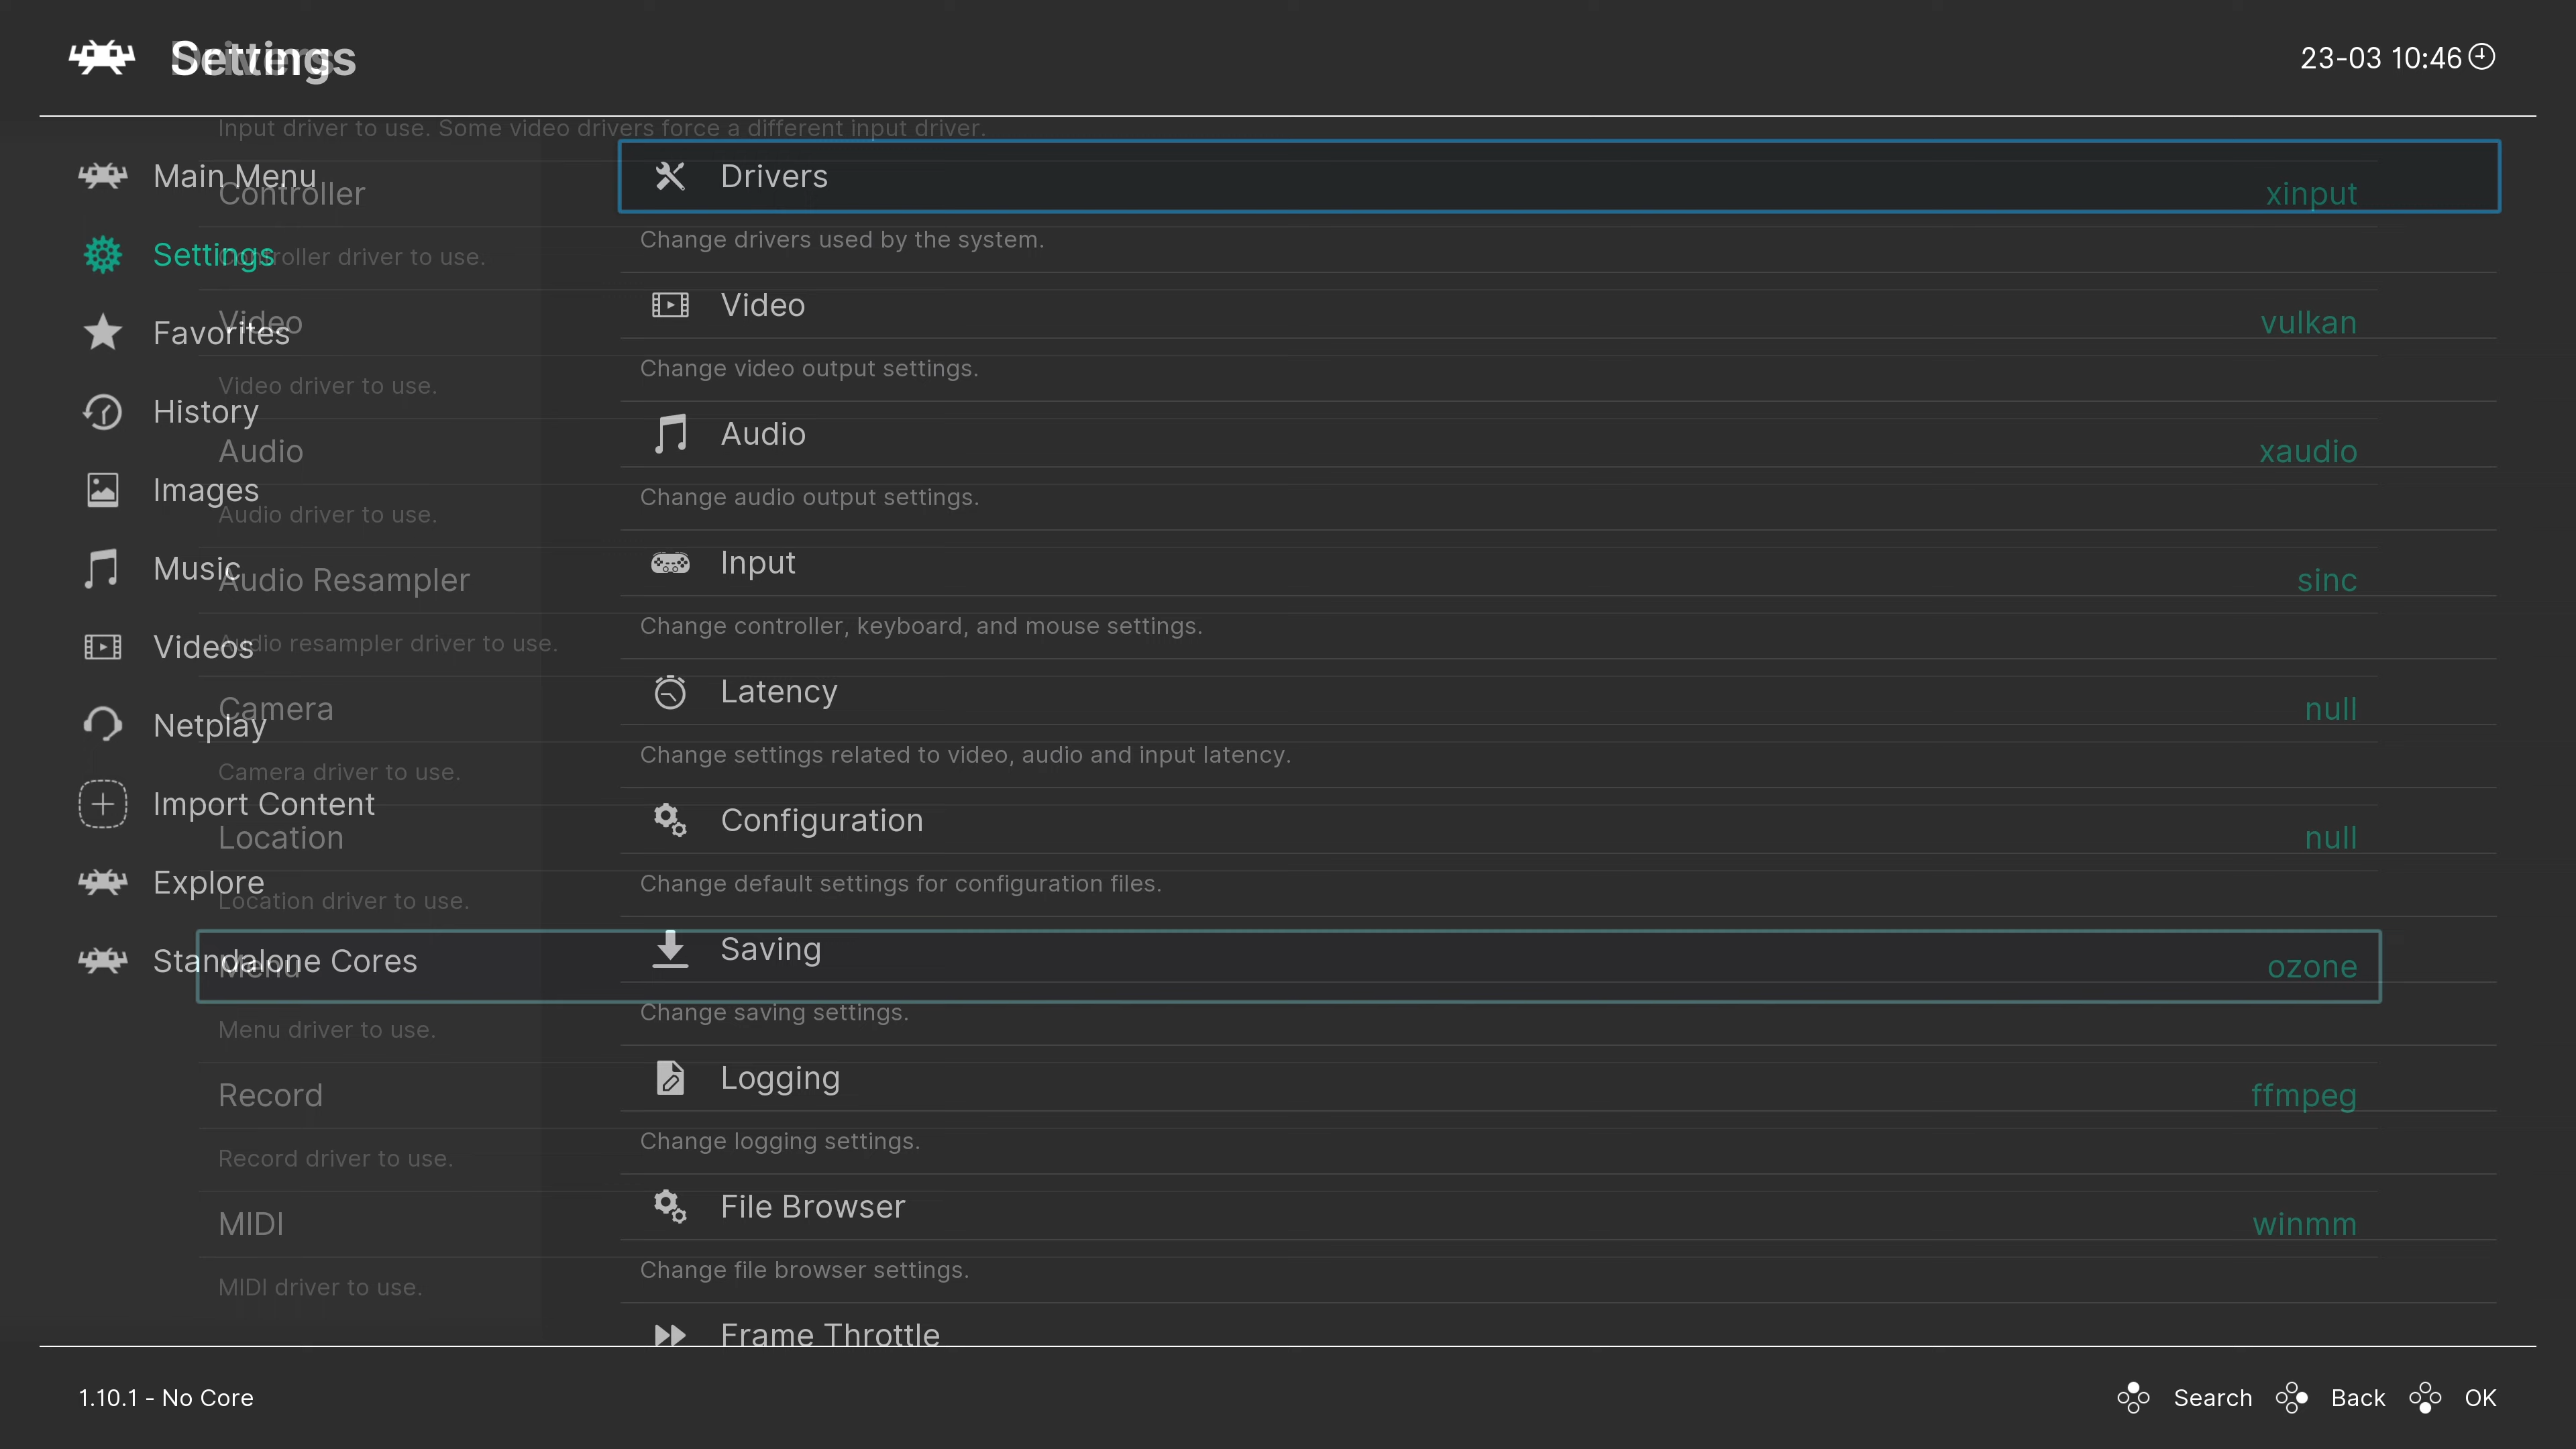 Settings
Drivers
23-03 10:46
Input driver to use. Some video drivers force a different input driver.
Main Menu
Settings
Favorites
History
Images
Music
Videos
Netplay
Import Content
Explore
Standalone Cores
Drivers
Change drivers used by the system.
Video
Change video output settings.
Audio
Change audio output settings.
Input
Change controller, keyboard, and mouse settings.
Latency
Change settings related to video, audio and input latency.
Configuration
Change default settings for configuration files.
Saving
Change saving settings.
Logging
Change logging settings.
File Browser
Change file browser settings.
Frame Throttle
Controller xinput
Controller driver to use.
Video vulkan
Video driver to use.
Audio xaudio
Audio driver to use.
Audio Resampler sinc
Audio resampler driver to use.
Camera null
Camera driver to use.
Location null
Location driver to use.
Menu ozone
Menu driver to use.
Record ffmpeg
Record driver to use.
MIDI winmm
MIDI driver to use.
1.10.1 - No Core
Search Back OK